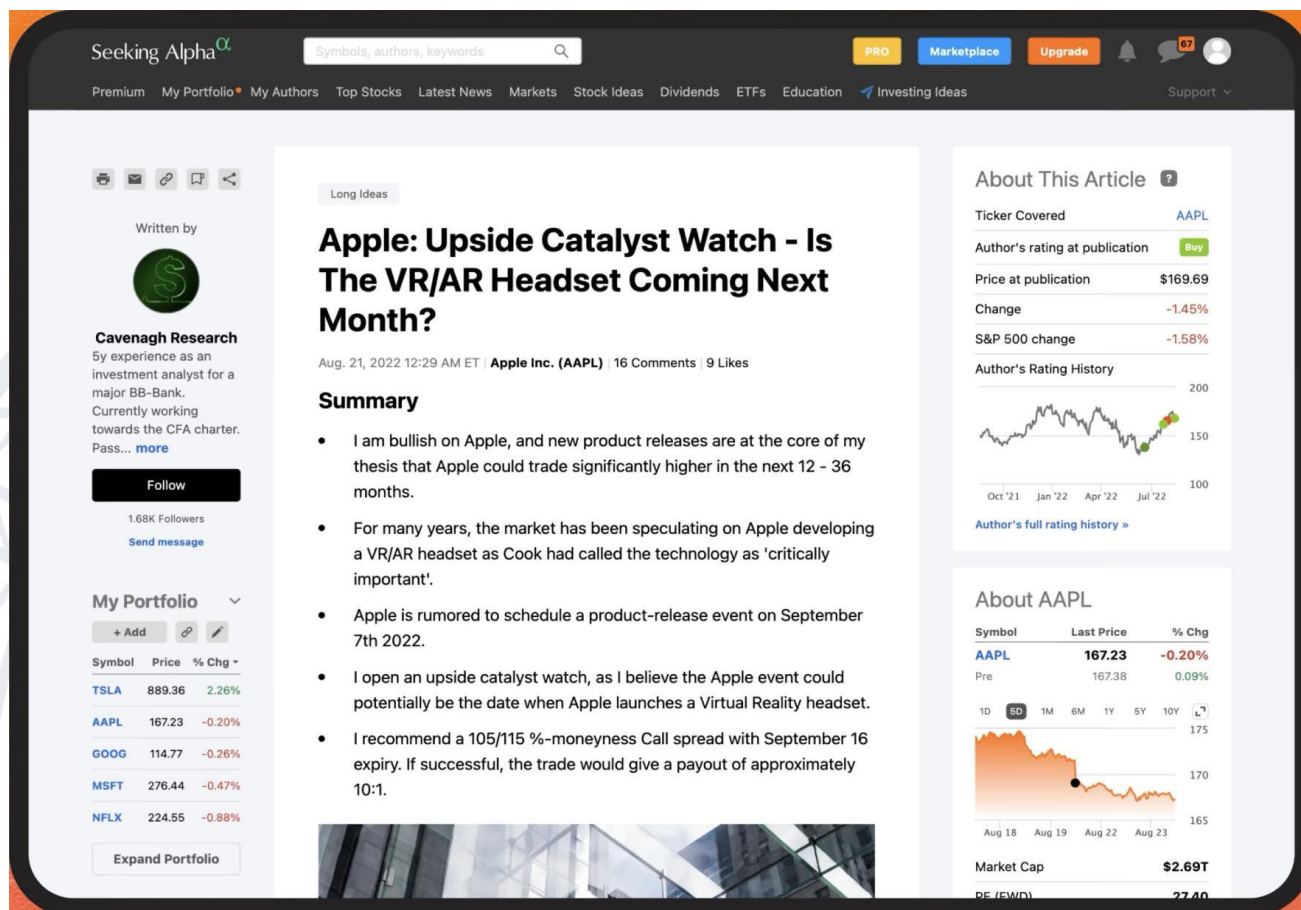 Seeking Alpha α
Symbols, authors, keywords
PRO
Marketplace
Upgrade
67
Premium My Portfolio My Authors Top Stocks Latest News Markets Stock Ideas Dividends ETFs Education Investing Ideas
Support
Written by
Cavenagh Research
5y experience as an
investment analyst for a
major BB-Bank.
Currently working
towards the CFA charter.
Pass... more
Follow
1.68K Followers
Send message
My Portfolio
+ Add
Symbol Price % Chg
TSLA 889.36 2.26%
AAPL 167.23 -0.20%
GOOG 114.77 -0.26%
MSFT 276.44 -0.47%
NFLX 224.55 -0.88%
Expand Portfolio
Long Ideas
Apple: Upside Catalyst Watch - Is
The VR/AR Headset Coming Next
Month?
Aug. 21, 2022 12:29 AM ET | Apple Inc. (AAPL) | 16 Comments | 9 Likes
Summary
• I am bullish on Apple, and new product releases are at the core of my
thesis that Apple could trade significantly higher in the next 12 - 36
months.
• For many years, the market has been speculating on Apple developing
a VR/AR headset as Cook had called the technology as 'critically
important'.
• Apple is rumored to schedule a product-release event on September
7th 2022.
• I open an upside catalyst watch, as I believe the Apple event could
potentially be the date when Apple launches a Virtual Reality headset.
• I recommend a 105/115 %-moneyness Call spread with September 16
expiry. If successful, the trade would give a payout of approximately
10:1.
About This Article ?
Ticker Covered AAPL
Author's rating at publication Buy
Price at publication $169.69
Change -1.45%
S&P 500 change -1.58%
Author's Rating History
200
150
100
Oct '21 Jan '22 Apr '22 Jul '22
Author's full rating history »
About AAPL
Symbol Last Price % Chg
AAPL 167.23 -0.20%
Pre 167.38 0.09%
1D 5D 1M 6M 1Y 5Y 10Y
175
170
165
Aug 18 Aug 19 Aug 22 Aug 23
Market Cap $2.69T
PE (FWD) 27.40